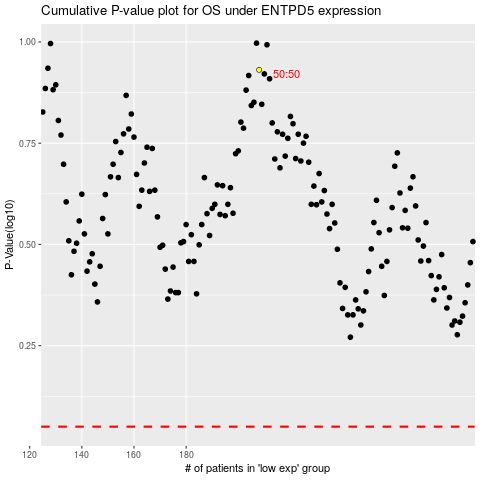 Cumulative P-value plot for OS under ENTPD5 expression
1.00
50:50
0.75
P-Value(log10)
0.50
0.25
120 140 160 180
# of patients in 'low exp' group